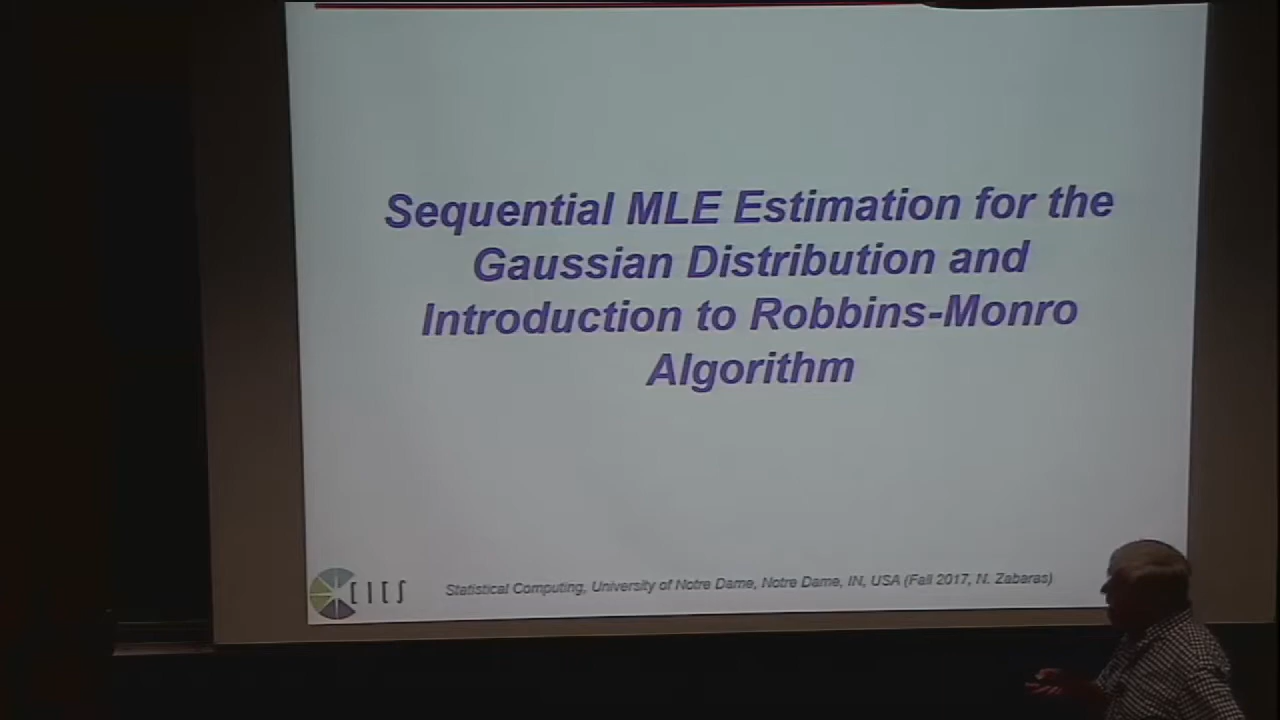 Sequential MLE Estimation for the
Gaussian Distribution and
Introduction to Robbins-Monro
Algorithm
CICS
Statistical Computing, University of Notre Dame, Notre Dame, IN, USA (Fall 2017, N. Zabaras)